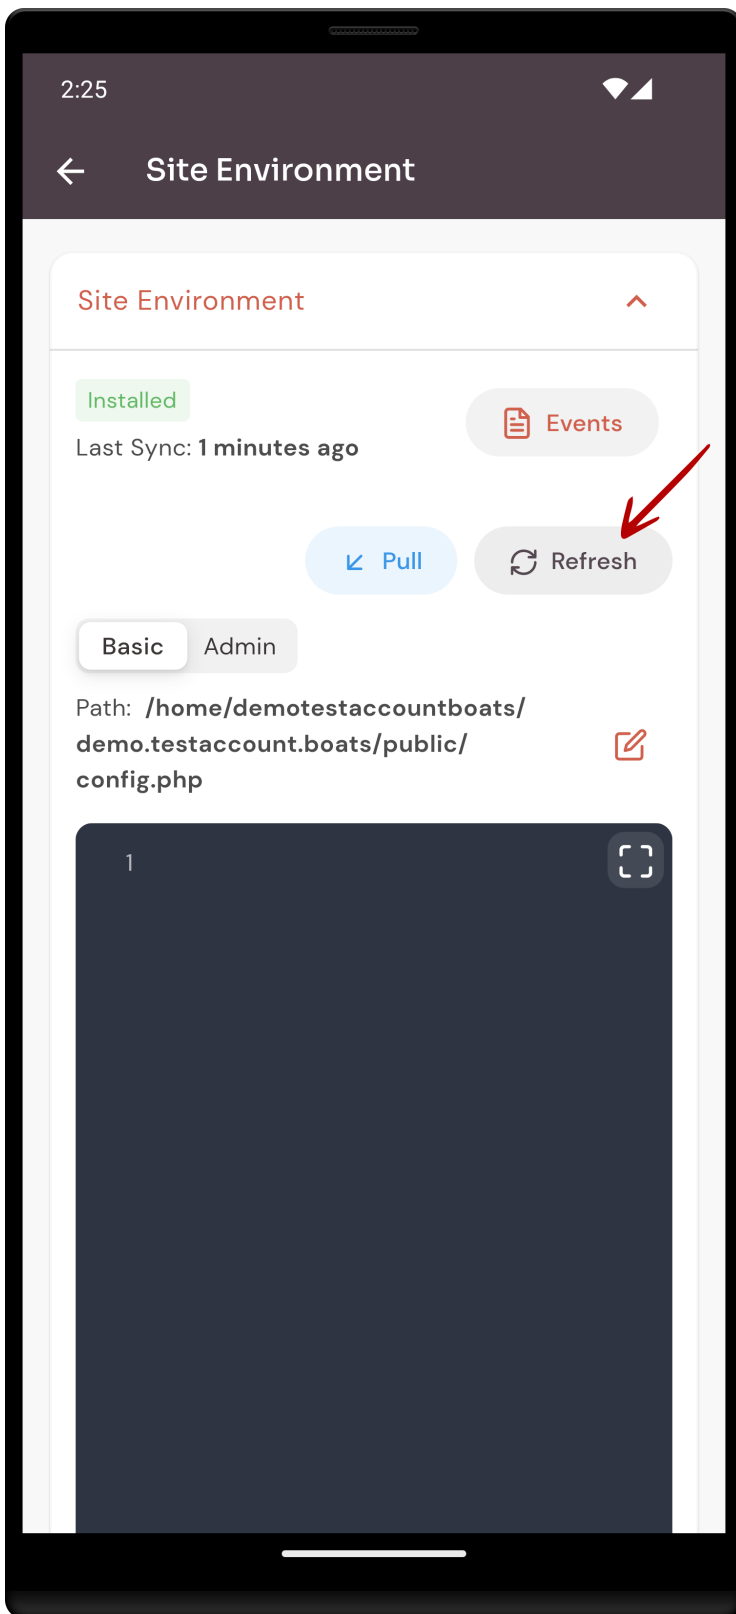 2:25
Site Environment
Site Environment
Installed
Last Sync: 1 minutes ago
Events
Pull
Refresh
Basic
Admin
Path: /home/demotestaccountboats/
demo.testaccount.boats/public/
config.php
1